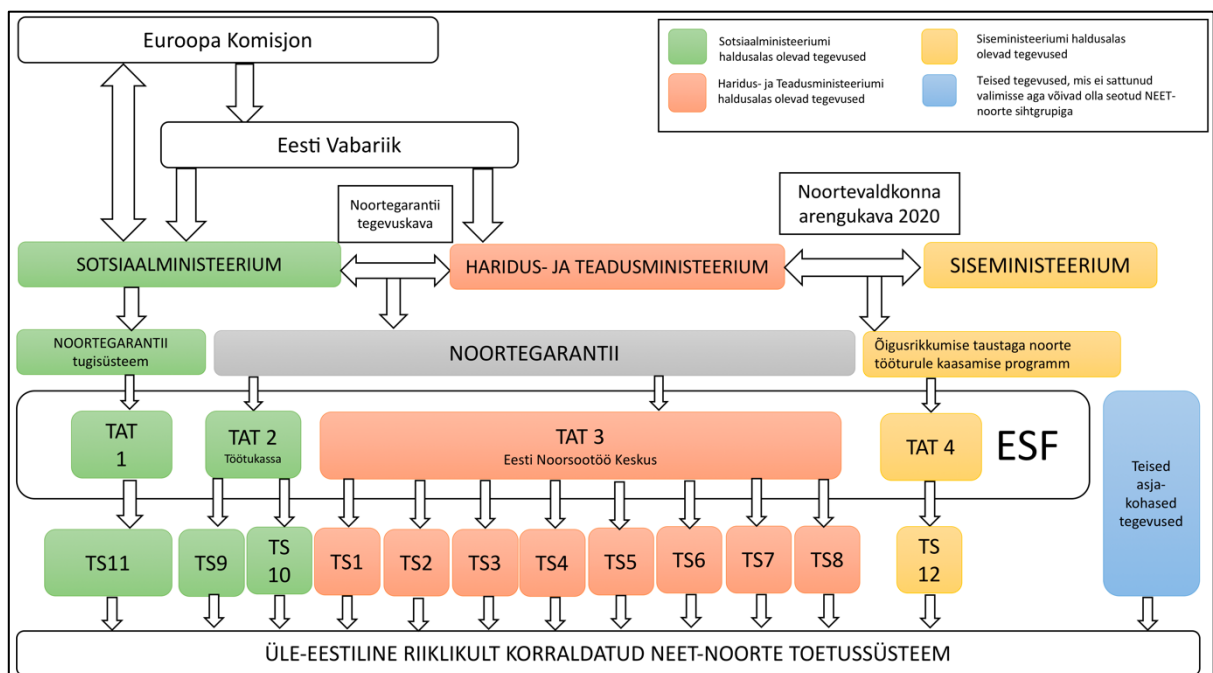 Euroopa Komisjon
Sotsiaalministeeriumi
haldusalas olevad tegevused
Haridus- ja Teadusministeeriumi
haldusalas olevad tegevused
Siseministeeriumi haldusalas
olevad tegevused
Teised tegevused, mis ei sattunud
valimisse aga võivad olla seotud NEET-
noorte sihtgrupiga
Eesti Vabariik
Noortegarantii
tegevuskava
Noortevaldkonna
arengukava 2020
SOTSIAALMINISTEERIUM
HARIDUS- JA TEADUSMINISTEERIUM
SISEMINISTEERIUM
NOORTEGARANTII
tugisüsteem
NOORTEGARANTII
Õigusrikkumise taustaga noorte
tööturule kaasamise programm
TAT
1
TAT 2
Töötukassa
TAT 3
Eesti Noorsootöö Keskus
TAT 4
ESF
Teised
asja-
kohased
tegevused
TS11
TS9
TS
10
TS1
TS2
TS3
TS4
TS5
TS6
TS7
TS8
TS
12
ÜLE-EESTILINE RIIKLIKULT KORRALDATUD NEET-NOORTE TOETUSSÜSTEEM